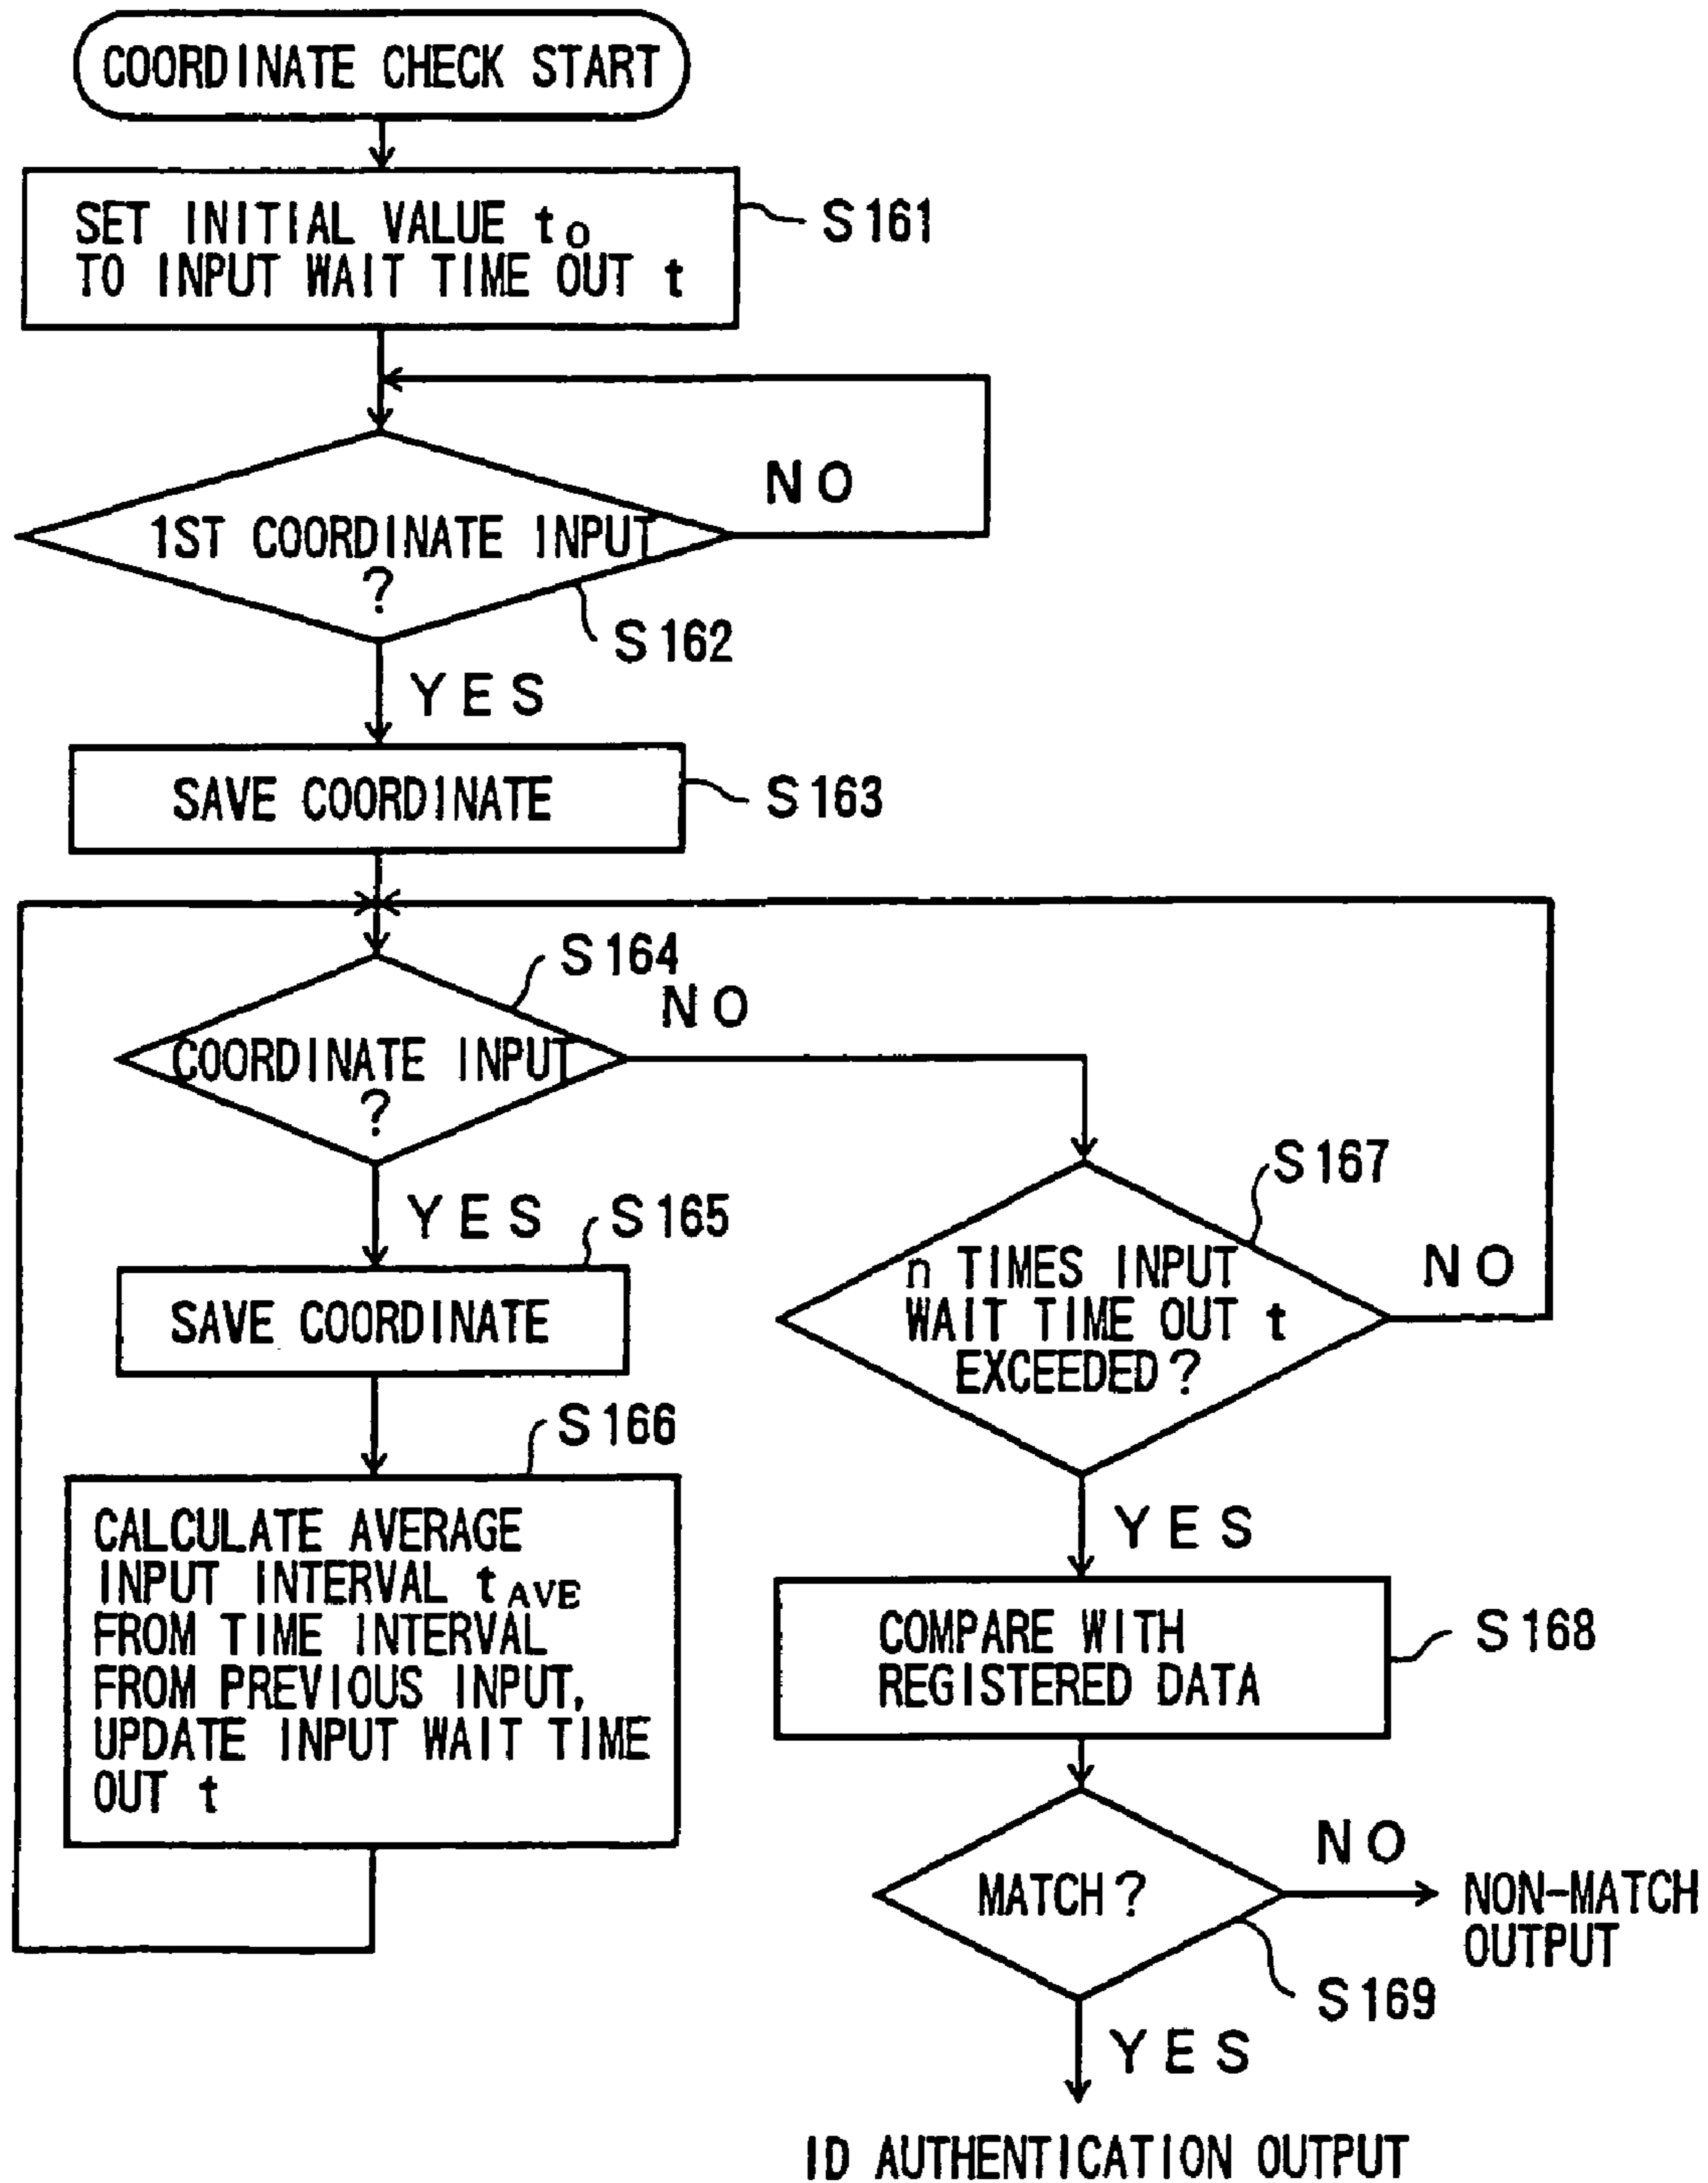 COORDINATE CHECK START
SET INITIAL VALUE t0
TO INPUT WAIT TIME OUT t
S161
NO
1ST COORDINATE INPUT
?
S162
YES
SAVE COORDINATE
S163
S164
NO
COORDINATE INPUT
?
YES
S165
SAVE COORDINATE
S166
CALCULATE AVERAGE
INPUT INTERVAL tAVE
FROM TIME INTERVAL
FROM PREVIOUS INPUT,
UPDATE INPUT WAIT TIME
OUT t
S167
n TIMES INPUT
WAIT TIME OUT t
EXCEEDED?
NO
YES
COMPARE WITH
REGISTERED DATA
S168
MATCH?
NO
NON-MATCH
OUTPUT
S169
YES
ID AUTHENTICATION OUTPUT